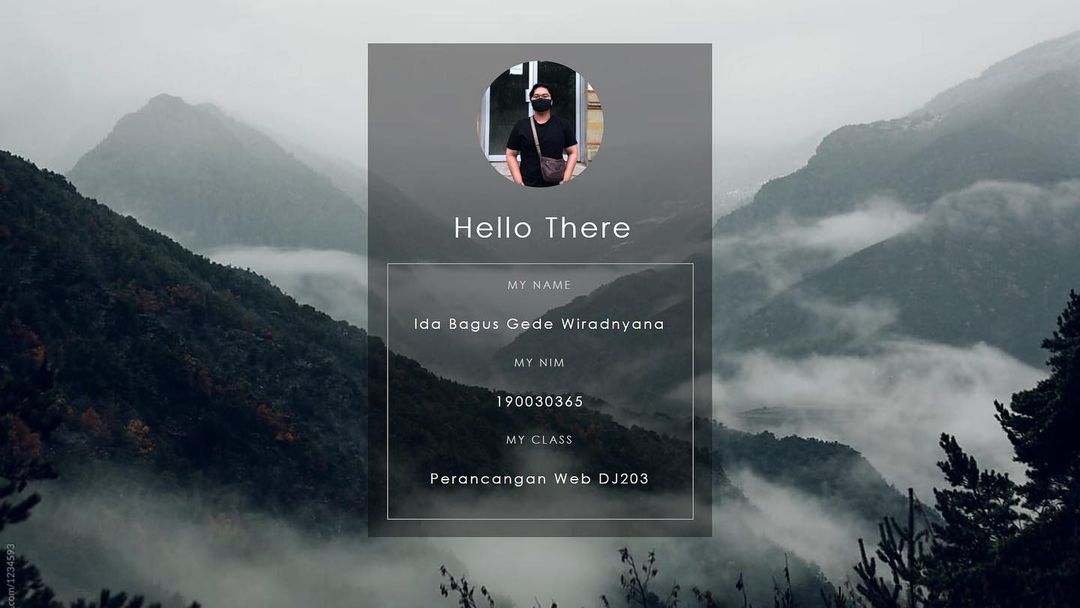 Hello There
MY NAME
Ida Bagus Gede Wiradnyana
MY NIM
190030365
MY CLASS
Perancangan Web DJ203
.com/1234593